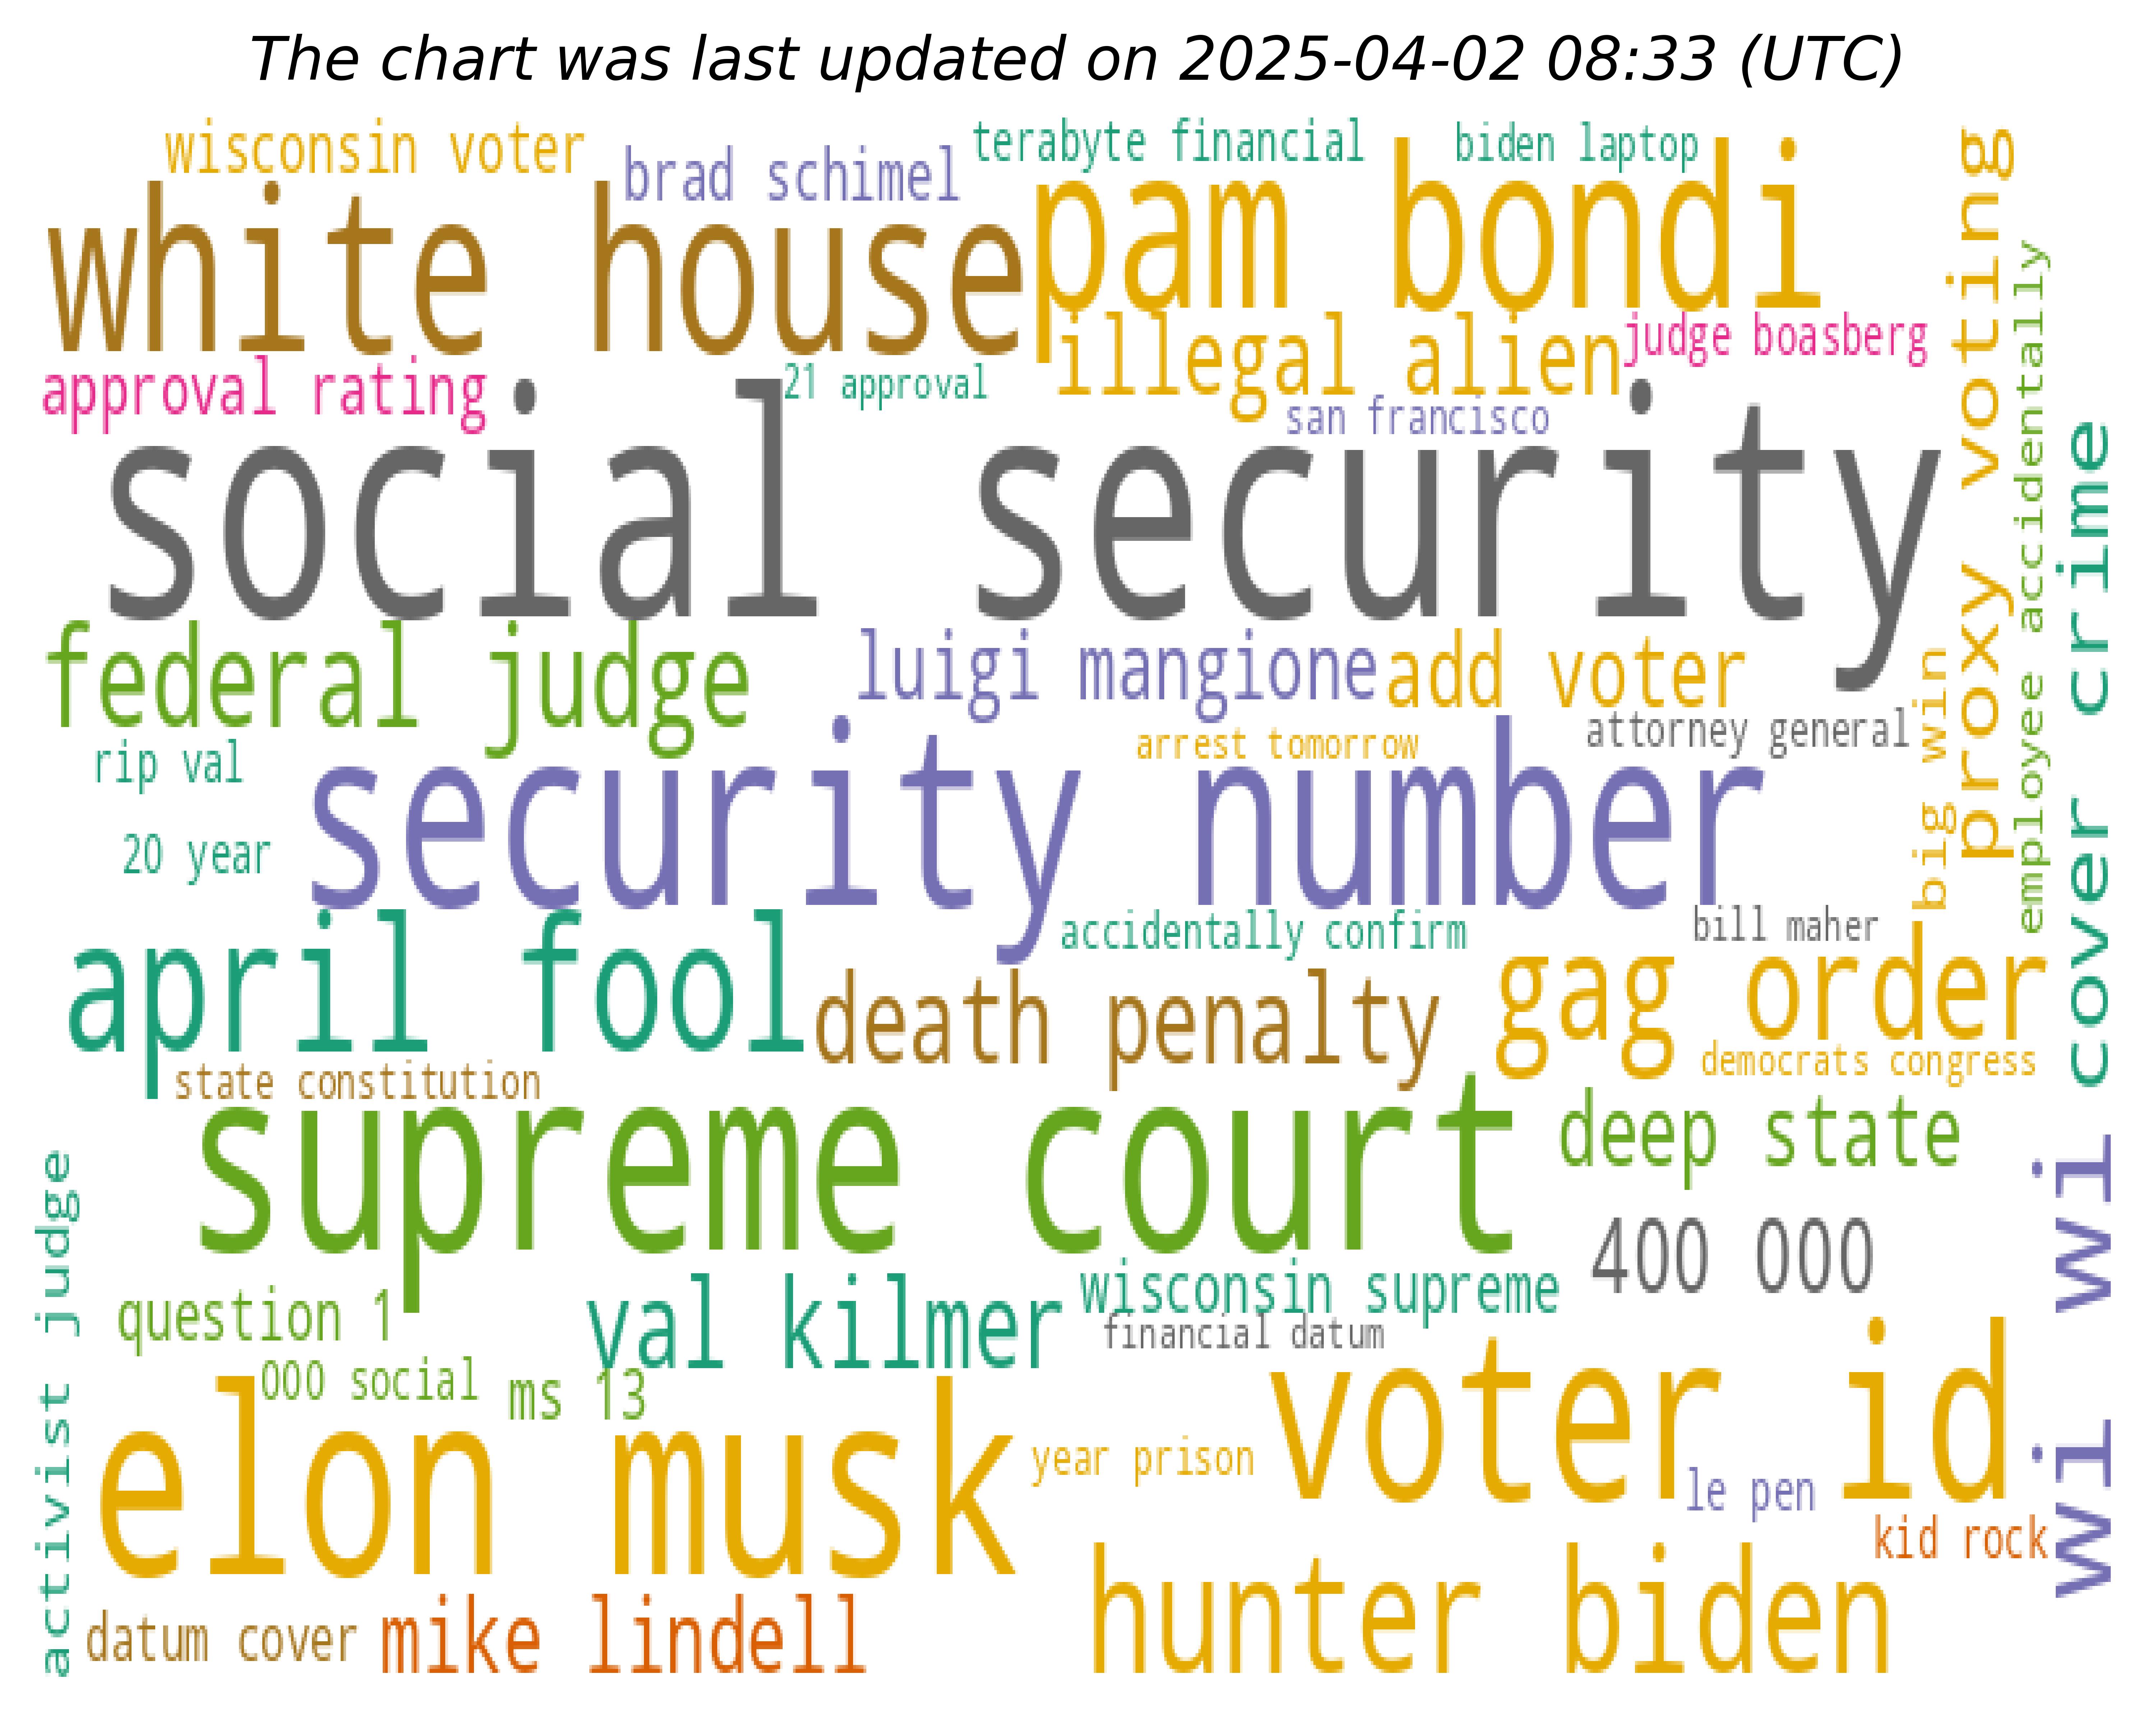 The chart was last updated on 2025-04-02 08:33 (UTC)
wisconsin voter
brad schimel
terabyte financial
biden laptop
white house
pam bondi
illegal alien
judge boasberg
approval rating
21 approval
san francisco
social security
proxy voting
employee accidentally
cover crime
federal judge
luigi mangione
add voter
attorney general
big win
rip val
arrest tomorrow
security number
20 year
april fool
accidentally confirm
bill maher
death penalty
gag order
democrats congress
state constitution
supreme court
deep state
400 000
wi wi
activist judge
question 1
val kilmer
wisconsin supreme
financial datum
000 social
ms 13
voter id
elon musk
year prison
le pen
kid rock
hunter biden
datum cover
mike lindell